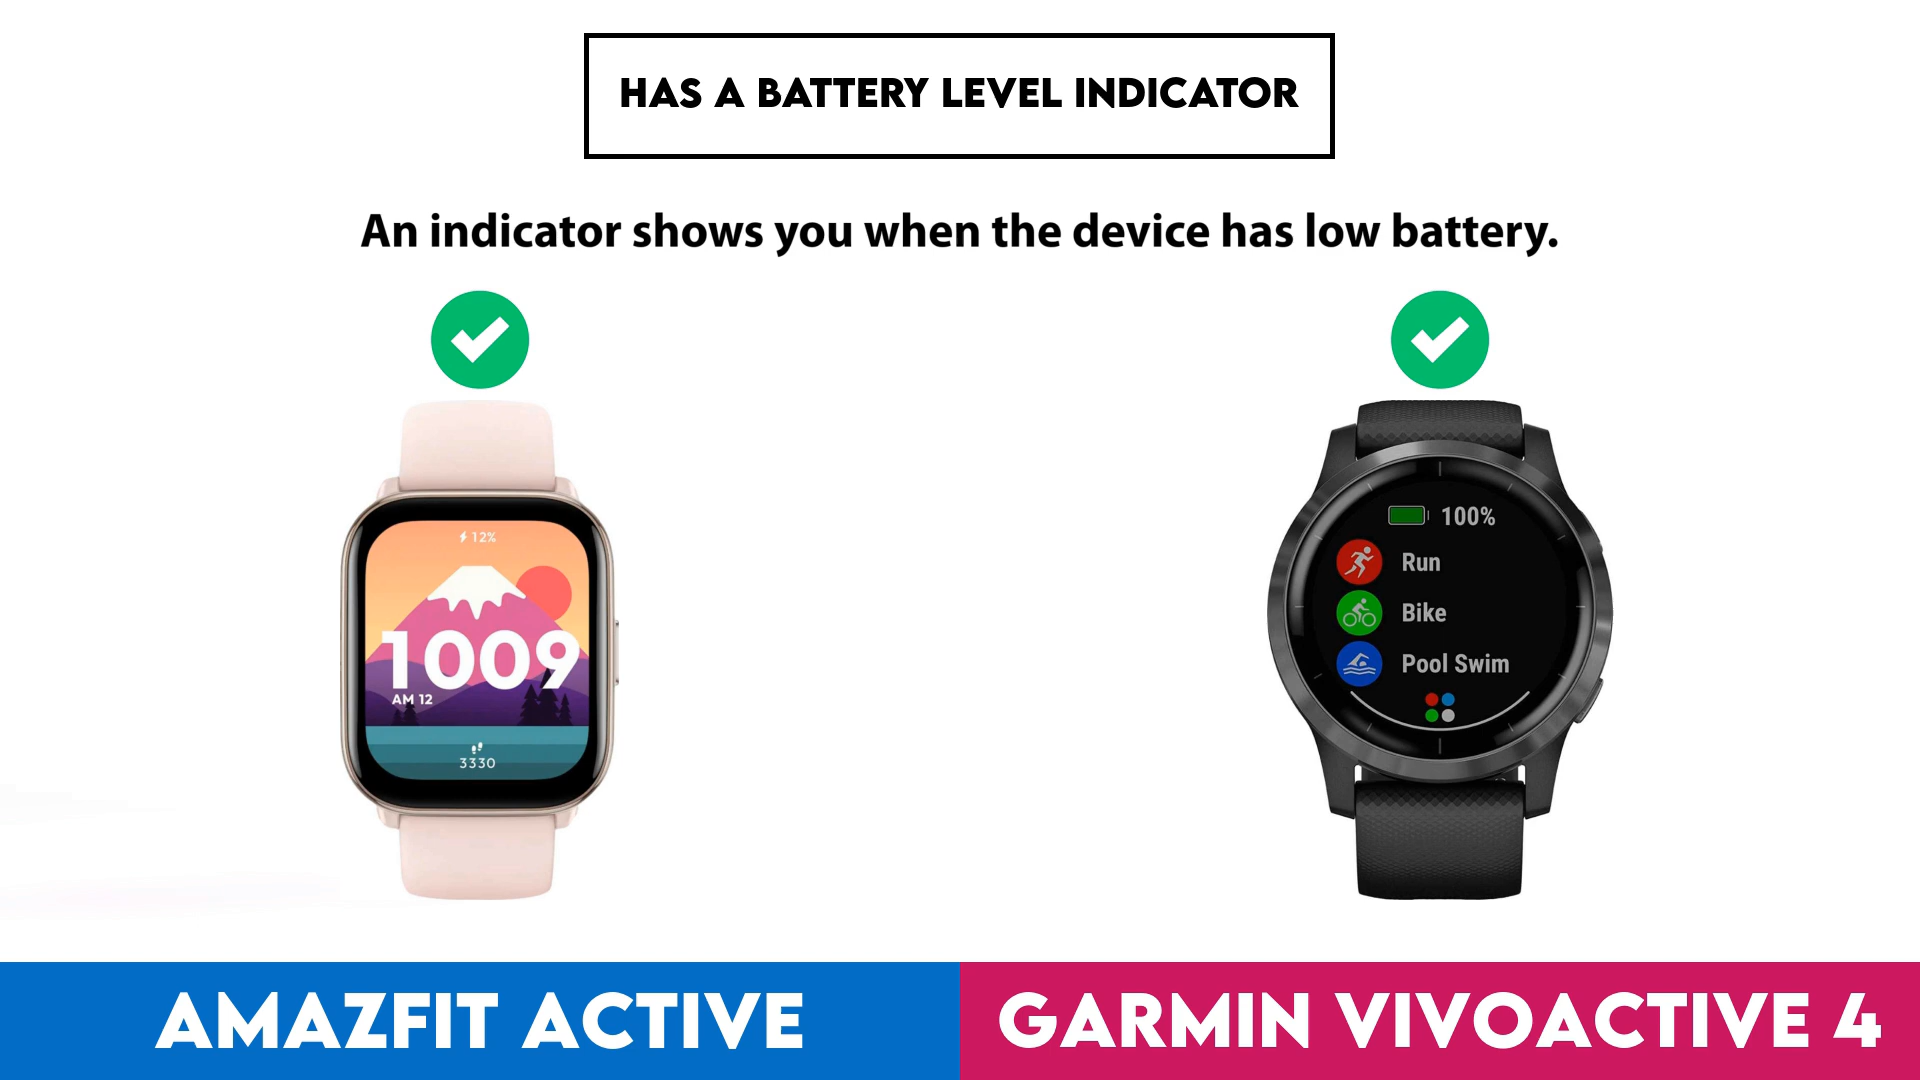 HAS A BATTERY LEVEL INDICATOR
An indicator shows you when the device has low battery.
12%
1009
AM 12
3330
100%
Run
Bike
Pool Swim
AMAZFIT ACTIVE
GARMIN VIVOACTIVE 4